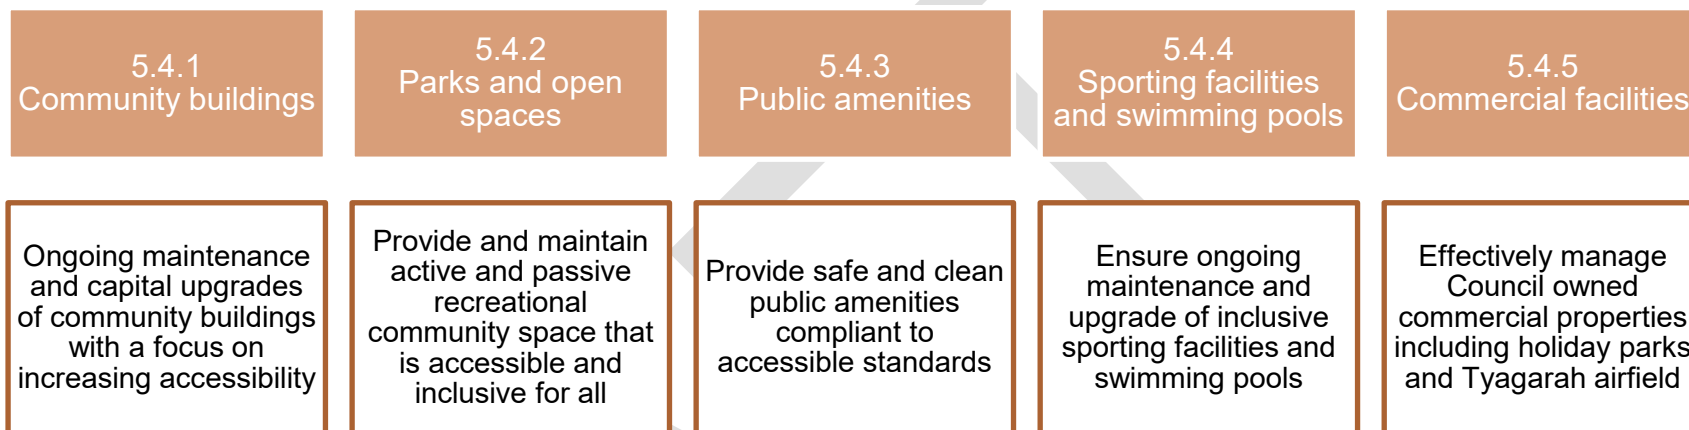 5.4.1
Community buildings
5.4.2
Parks and open
spaces
5.4.3
Public amenities
5.4.4
Sporting facilities
and swimming pools
5.4.5
Commercial facilities
Ongoing maintenance
and capital upgrades
of community buildings
with a focus on
increasing accessibility
Provide and maintain
active and passive
recreational
community space that
is accessible and
inclusive for all
Provide safe and clean
public amenities
compliant to
accessible standards
Ensure ongoing
maintenance and
upgrade of inclusive
sporting facilities and
swimming pools
Effectively manage
Council owned
commercial properties
including holiday parks
and Tyagarah airfield